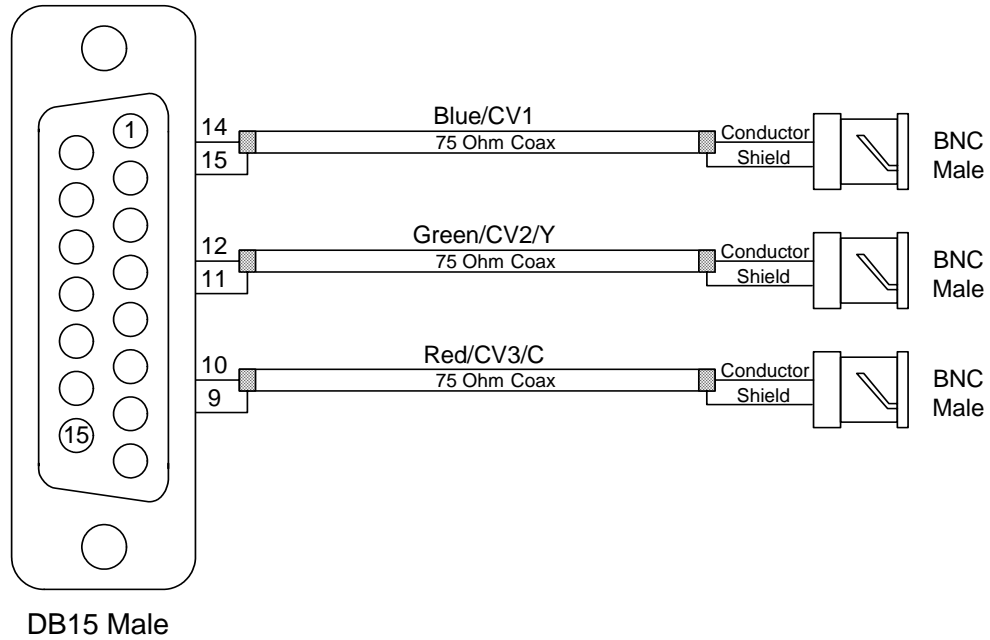 1
15
14
15
Blue/CV1
75 Ohm Coax
Conductor
Shield
BNC
Male
12
11
Green/CV2/Y
75 Ohm Coax
Conductor
Shield
BNC
Male
10
9
Red/CV3/C
75 Ohm Coax
Conductor
Shield
BNC
Male
DB15 Male